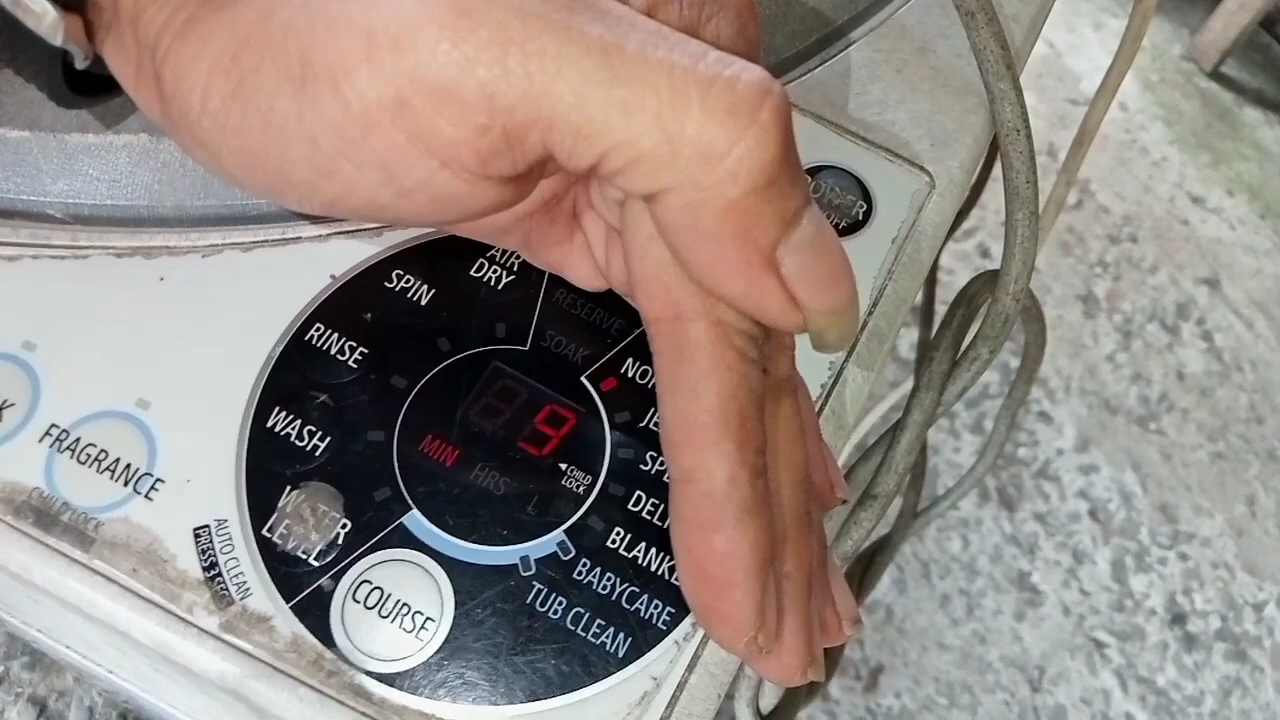 POWER
OFF
AIR
DRY
SPIN
RINSE
WASH
WATER
LEVEL
RESERVE
SOAK
9
MIN
HRS
◄CHILD
LOCK
BABYCARE
TUB CLEAN
COURSE
FRAGRANCE
CHILD LOCK
AUTO CLEAN
PRESS 3 SEC